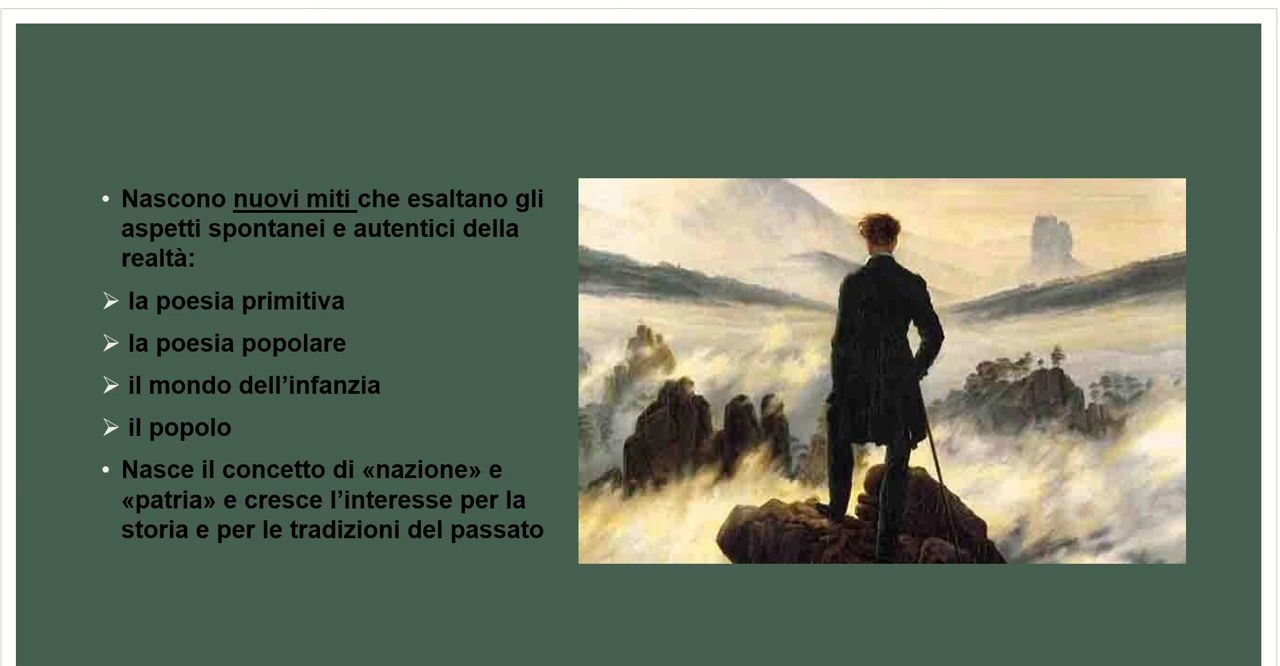 • Nascono nuovi miti che esaltano gli
aspetti spontanei e autentici della
realtà:
➢ la poesia primitiva
➢ la poesia popolare
➢ il mondo dell’infanzia
➢ il popolo
• Nasce il concetto di «nazione» e
«patria» e cresce l’interesse per la
storia e per le tradizioni del passato